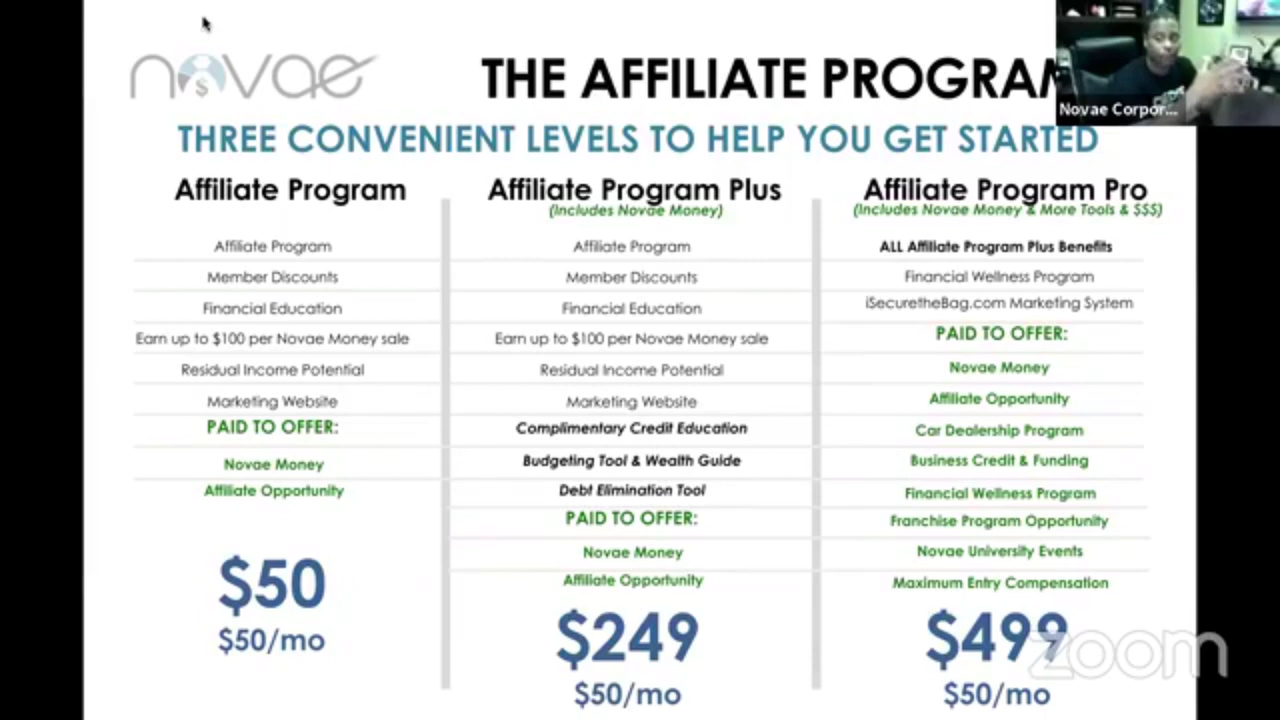 novae
THE AFFILIATE PROGRAM
Novae Corpor...
THREE CONVENIENT LEVELS TO HELP YOU GET STARTED
Affiliate Program
Affiliate Program
Member Discounts
Financial Education
Earn up to $100 per Novae Money sale
Residual Income Potential
Marketing Website
PAID TO OFFER:
Novae Money
Affiliate Opportunity
$50
$50/mo
Affiliate Program Plus
(Includes Novae Money)
Affiliate Program
Member Discounts
Financial Education
Earn up to $100 per Novae Money sale
Residual Income Potential
Marketing Website
Complimentary Credit Education
Budgeting Tool & Wealth Guide
Debt Elimination Tool
PAID TO OFFER:
Novae Money
Affiliate Opportunity
$249
$50/mo
Affiliate Program Pro
(Includes Novae Money & More Tools & $$$)
ALL Affiliate Program Plus Benefits
Financial Wellness Program
iSecuretheBag.com Marketing System
PAID TO OFFER:
Novae Money
Affiliate Opportunity
Car Dealership Program
Business Credit & Funding
Financial Wellness Program
Franchise Program Opportunity
Novae University Events
Maximum Entry Compensation
$499
$50/mo
zoom